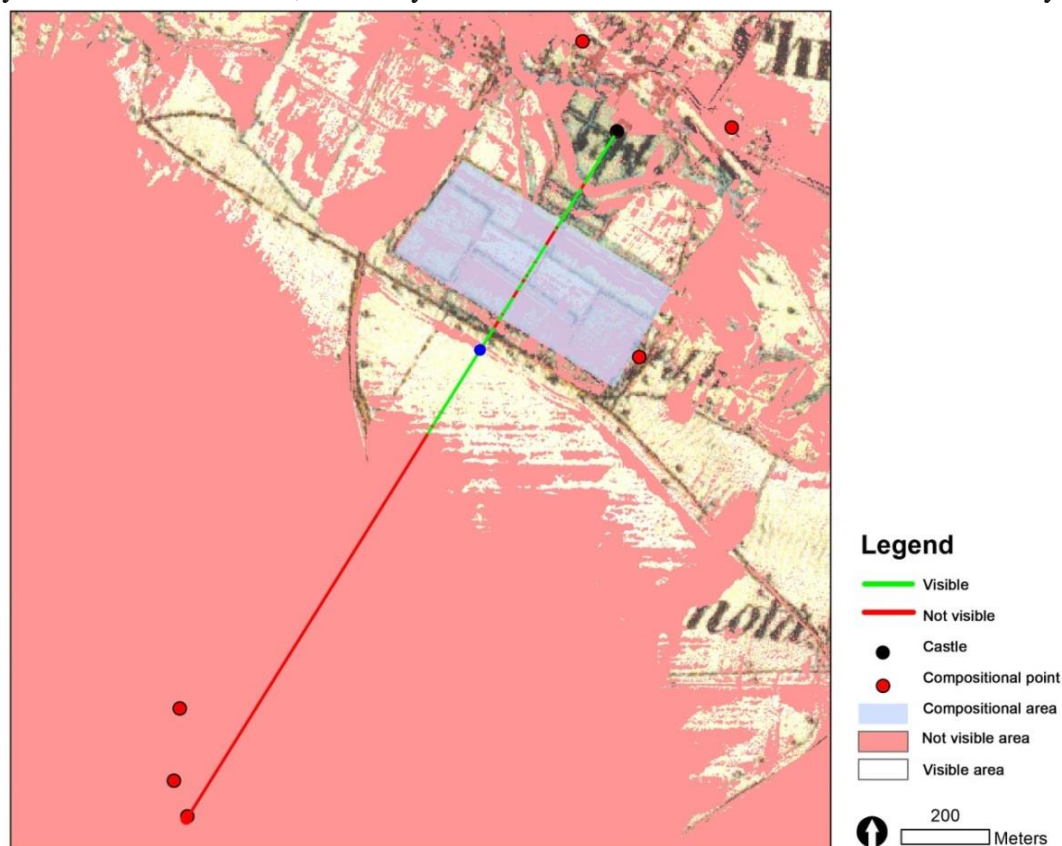 Legend
Visible
Not visible
Castle
Compositional point
Compositional area
Not visible area
Visible area
200
Meters